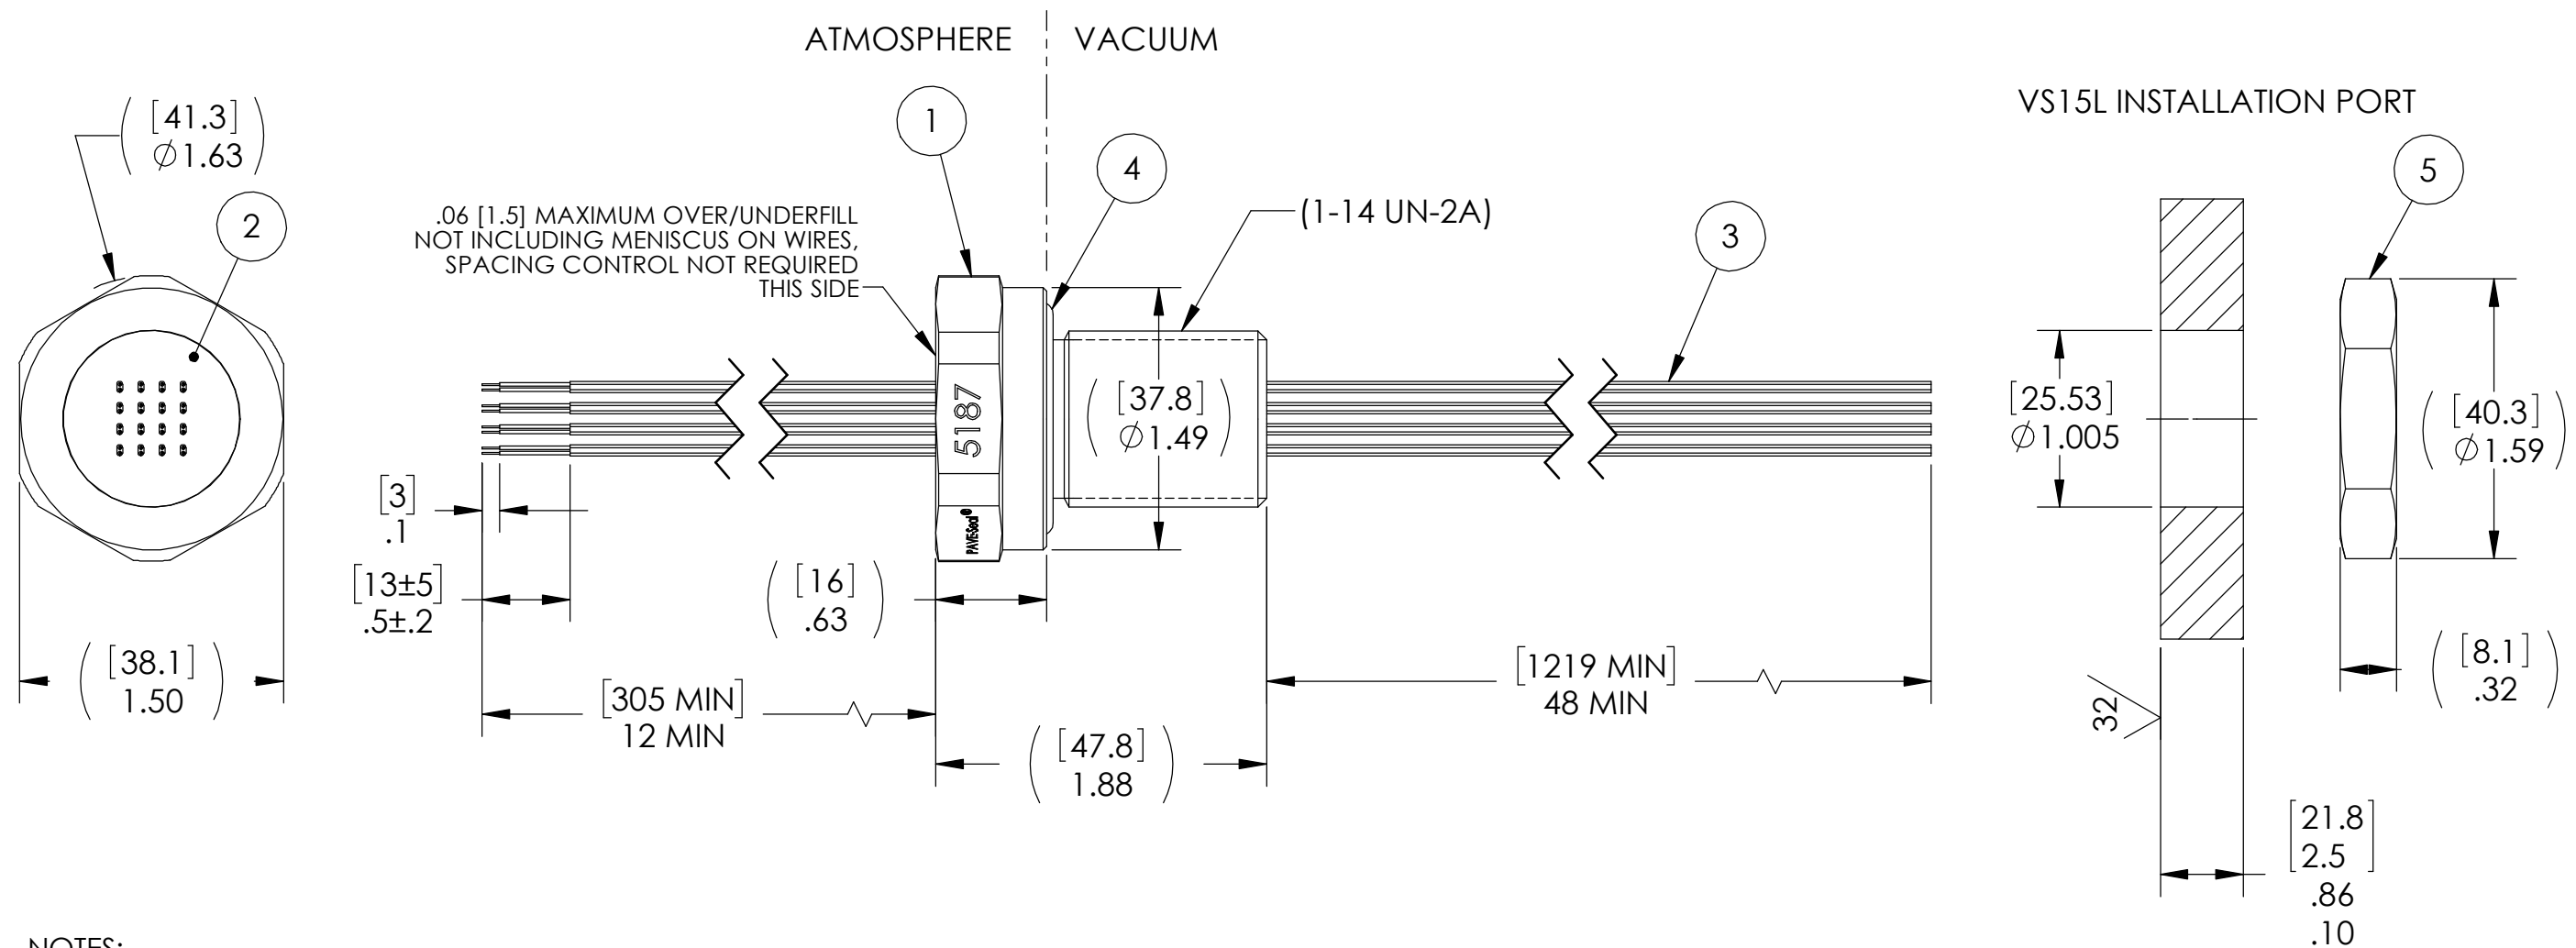 ATMOSPHERE
VACUUM
VS15L INSTALLATION PORT
([41.3]
⌀1.63)
1
2
3
4
5
.06 [1.5] MAXIMUM OVER/UNDERFILL
NOT INCLUDING MENISCUS ON WIRES,
SPACING CONTROL NOT REQUIRED
THIS SIDE
(1-14 UN-2A)
5187
PAVE-Seal®
([37.8]
⌀1.49)
[25.53]
⌀1.005
([40.3]
⌀1.59)
[3]
.1
[13±5]
.5±.2
([16]
.63)
([38.1]
1.50)
[305 MIN]
12 MIN
([47.8]
1.88)
[1219 MIN]
48 MIN
32
([8.1]
.32)
[21.8
2.5]
.86
.10
NOTES: